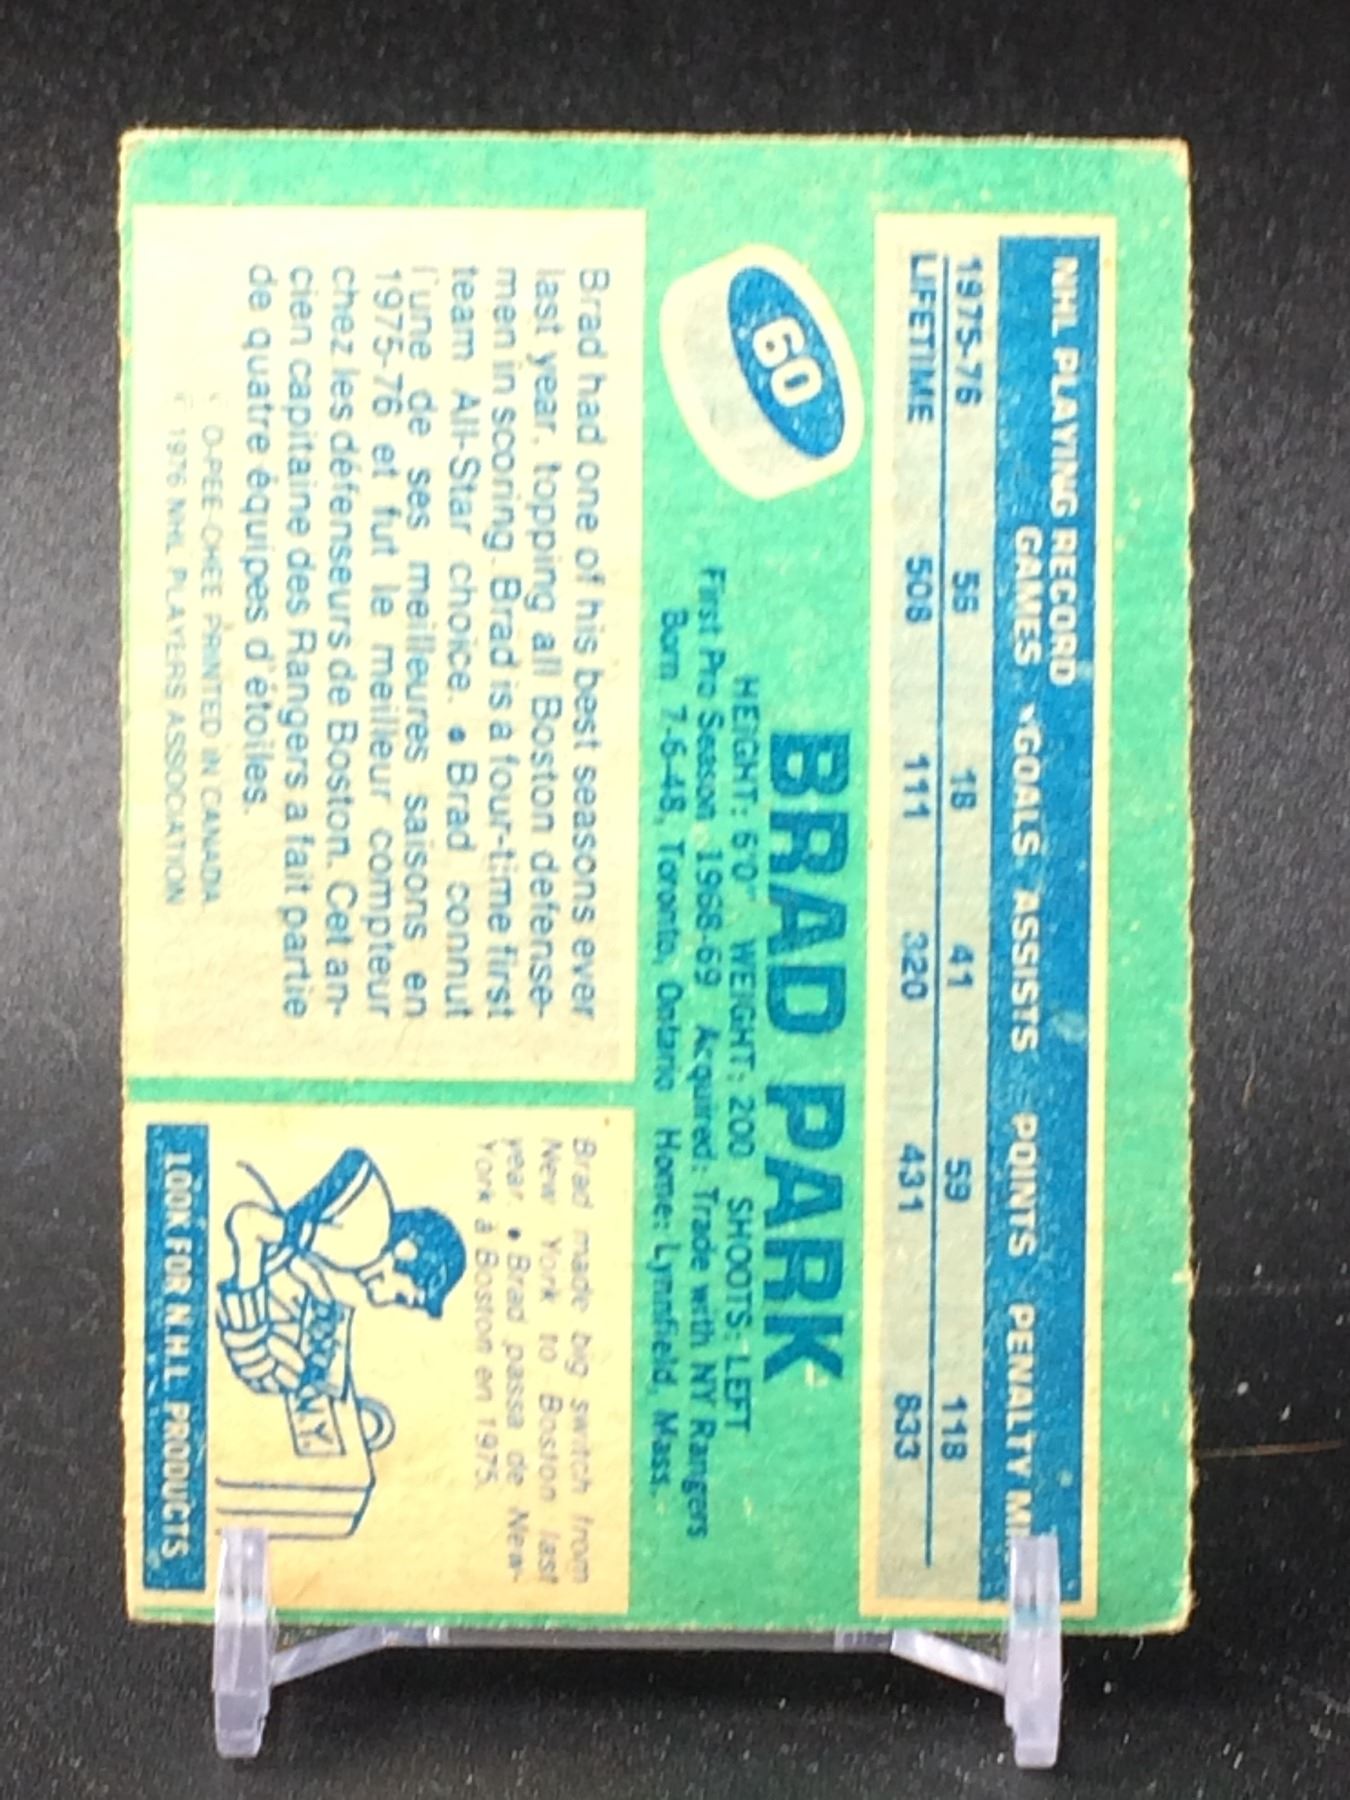 NHL PLAYING RECORD
GAMES GOALS ASSISTS POINTS PENALTY
1975-76 56 18 41 59 118
LIFETIME 506 111 320 431 833
60
BRAD PARK
HEIGHT: 6'0" WEIGHT: 200 SHOOTS: LEFT
First Pro Season 1968-69 Acquired: Trade with NY Rangers
Born 7-6-48, Toronto, Ontario Home: Lynnfield, Mass.
Brad had one of his best seasons ever
last year, topping all Boston defense-
men in scoring. Brad is a four-time first
team All-Star choice. • Brad connut
l'une de ses meilleures saisons en
1975-76 et fut le meilleur compteur
chez les défenseurs de Boston. Cet an-
cien capitaine des Rangers a fait partie
de quatre équipes d'étoiles.
O-PEE-CHEE PRINTED IN CANADA
© 1976 NHL PLAYERS ASSOCIATION
Brad made big switch from
New York to Boston last
year. • Brad passa de New-
York à Boston en 1975.
BOSTON
N.Y.
LOOK FOR N.H.L. PRODUCTS